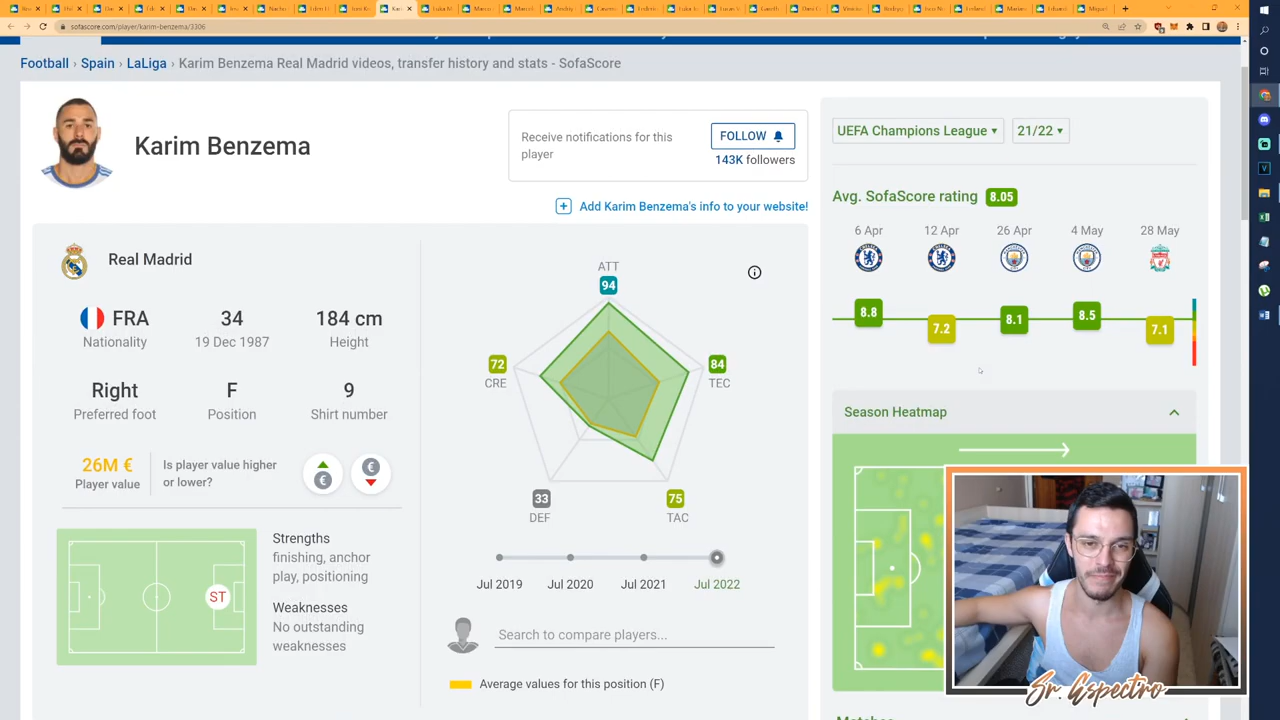 sofascore.com/player/karim-benzema/3306
Football › Spain › LaLiga › Karim Benzema Real Madrid videos, transfer history and stats - SofaScore
Karim Benzema
Receive notifications for this
player
FOLLOW
143K followers
Add Karim Benzema's info to your website!
UEFA Champions League
21/22
Avg. SofaScore rating 8.05
6 Apr 12 Apr 26 Apr 4 May 28 May
8.8 7.2 8.1 8.5 7.1
Season Heatmap
Real Madrid
FRA 34 184 cm
Nationality 19 Dec 1987 Height
Right F 9
Preferred foot Position Shirt number
26M €
Player value
Is player value higher
or lower?
€ €
ST
Strengths
finishing, anchor
play, positioning
Weaknesses
No outstanding
weaknesses
ATT
94
84
TEC
75
TAC
33
DEF
72
CRE
Jul 2019 Jul 2020 Jul 2021 Jul 2022
Search to compare players...
Average values for this position (F)
Sr. Espectro